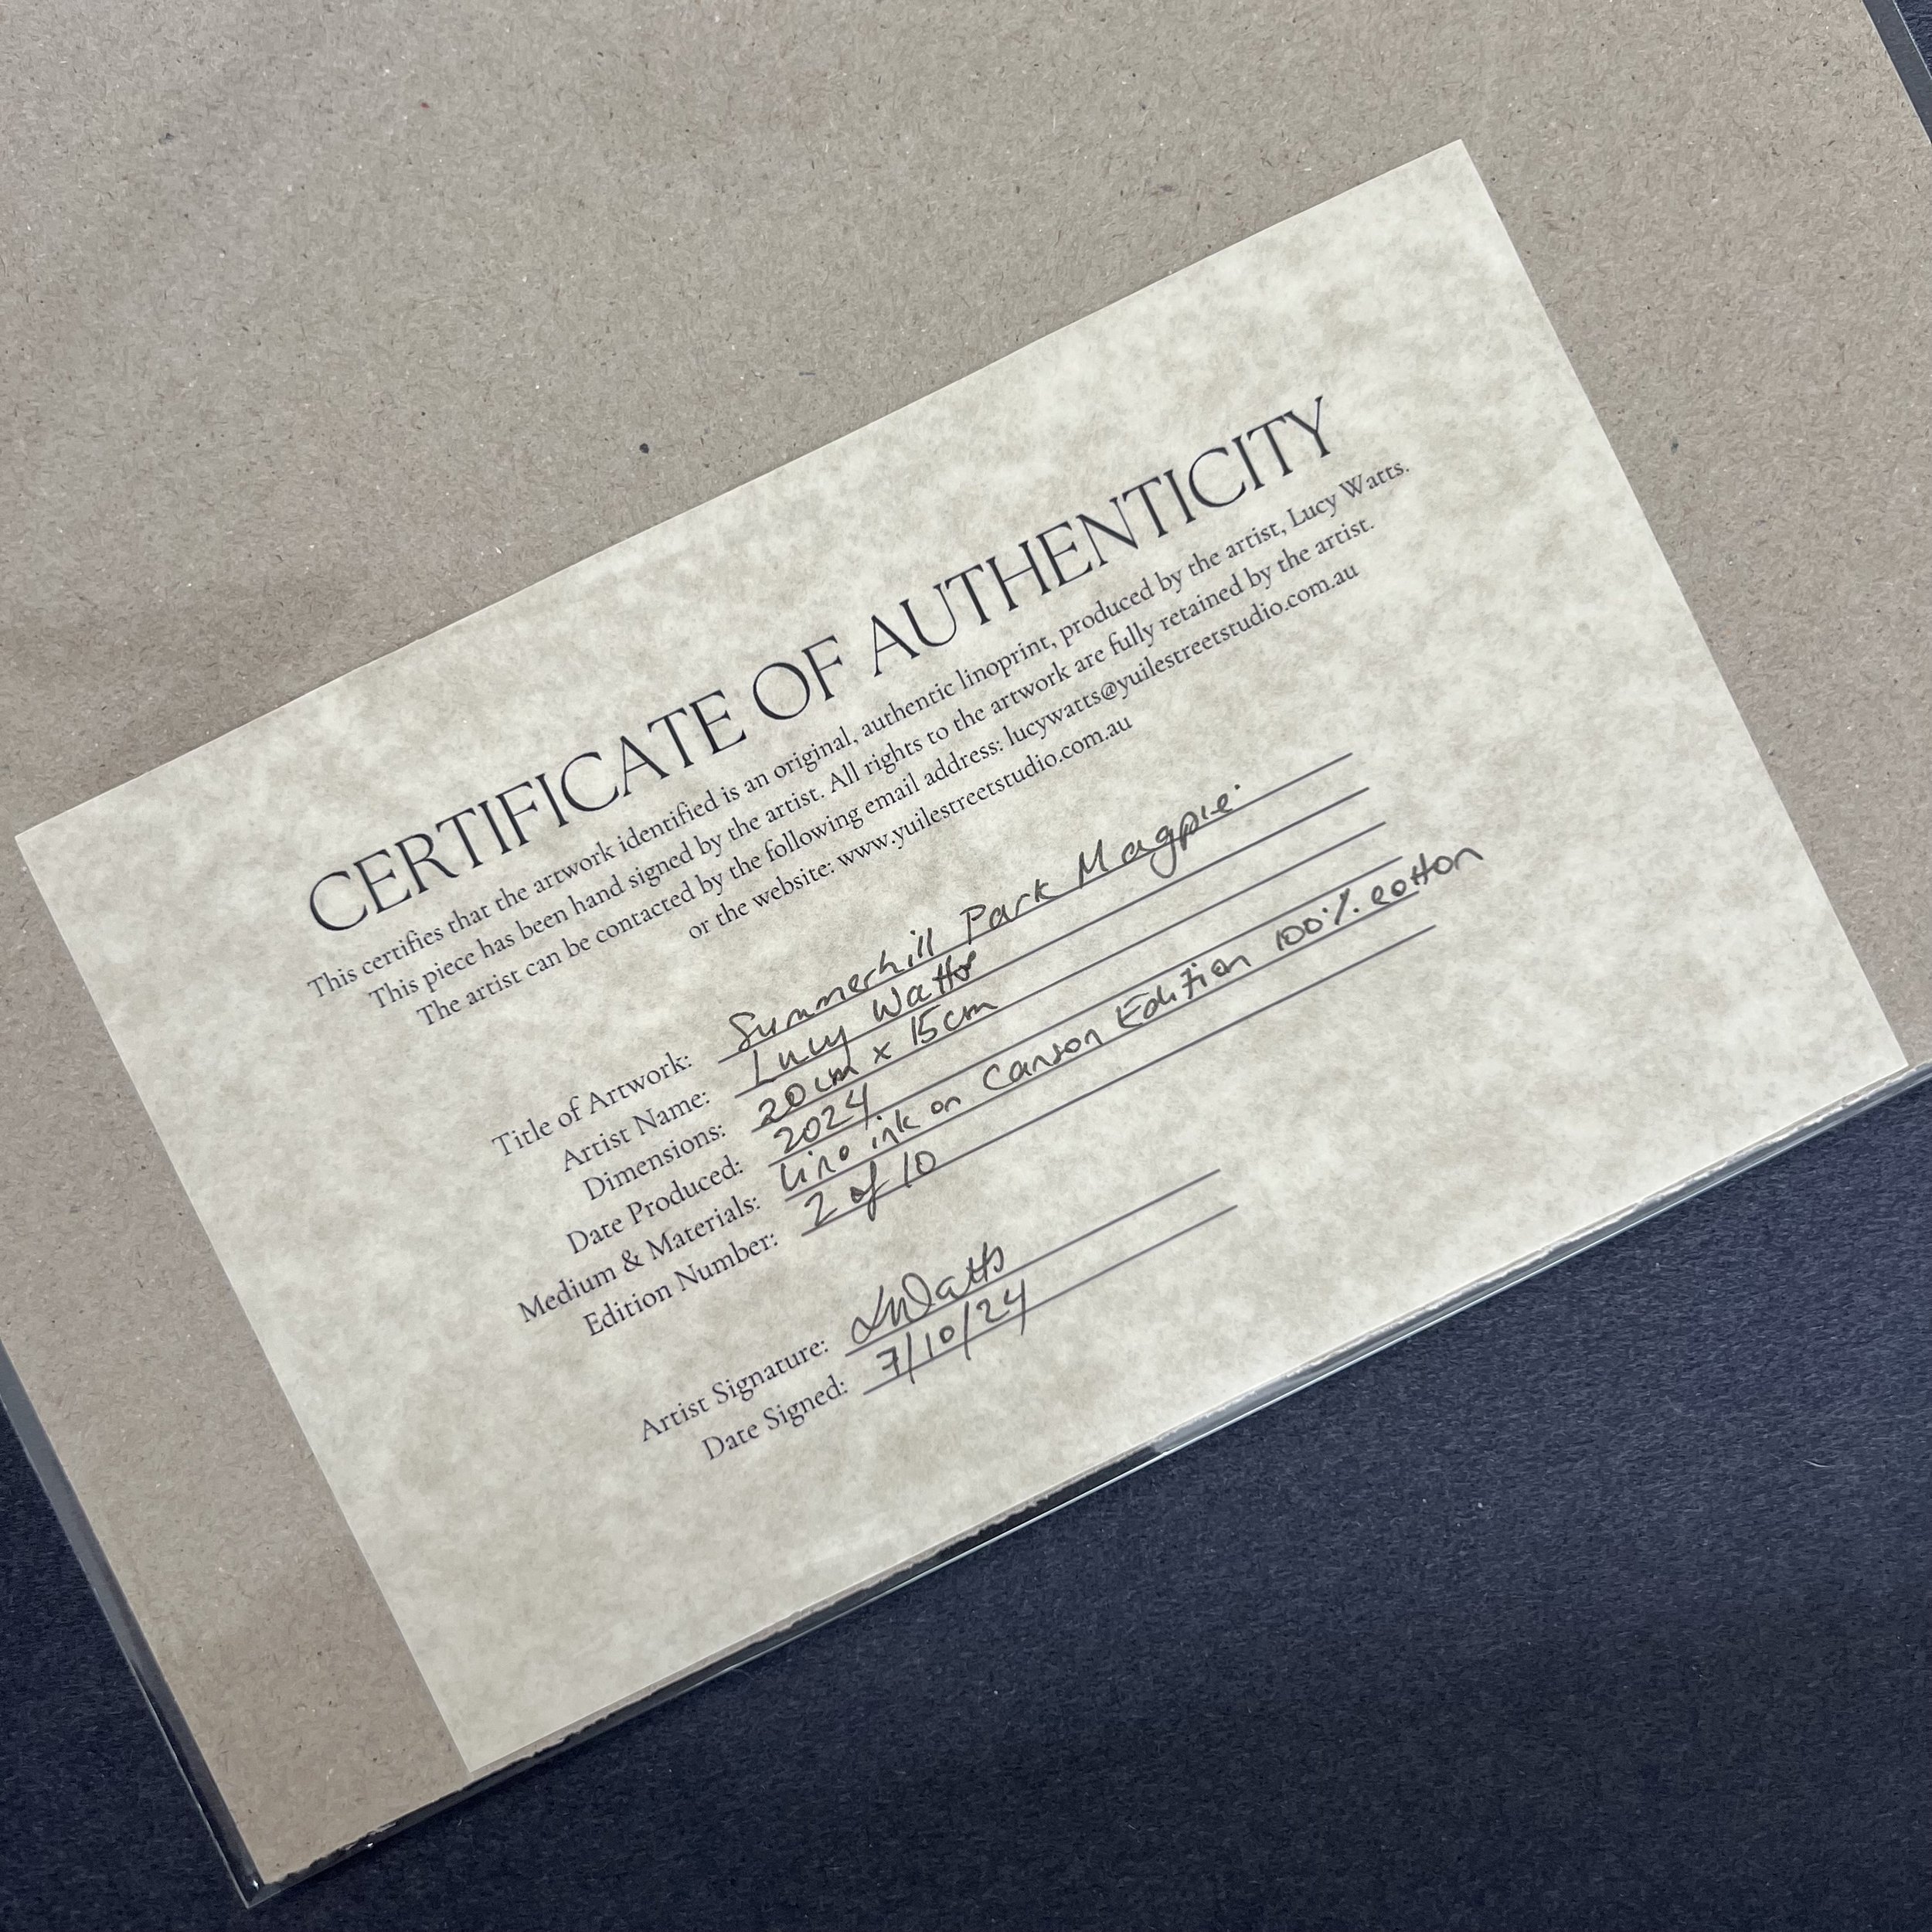 CERTIFICATE OF AUTHENTICITY
This certifies that the artwork identified is an original, authentic linoprint, produced by the artist, Lucy Watts.
This piece has been hand signed by the artist. All rights to the artwork are fully retained by the artist.
The artist can be contacted by the following email address: lucywatts@yuilestreetstudio.com.au
or the website: www.yuilestreetstudio.com.au
Title of Artwork: Summerhill Park Magpie.
Artist Name: Lucy Watts
Dimensions: 20cm x 15cm
Date Produced: 2024
Medium & Materials: Lino ink on Canson Edition 100% cotton
Edition Number: 2 of 10
Artist Signature: LWatts
Date Signed: 7/10/24